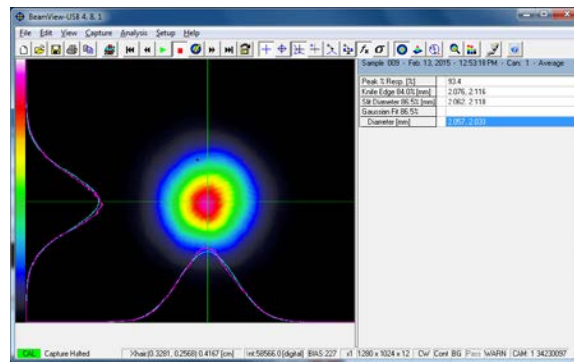 BeamView-USB 4. 8. 1
File Edit View Capture Analysis Setup Help
Sample 009 - Feb. 13, 2015 - 12:53:18 PM - Cam: 1 - Average
Peak % Resp. [%] 93.4
Knife Edge 84.0% [mm] 2.076, 2.116
Slit Diameter 86.5% [mm] 2.062, 2.118
Gaussian Fit 86.5%
Diameter [mm] 2.057, 2.033
CAL Capture Halted Xhair(0.3281, 0.2568) 0.4167 [cm] Int:58566.0 [digital] BIAS: 227 x1 1280 x 1024 x 12 CW Cont BG Pass WARN CAM: 1 34230097